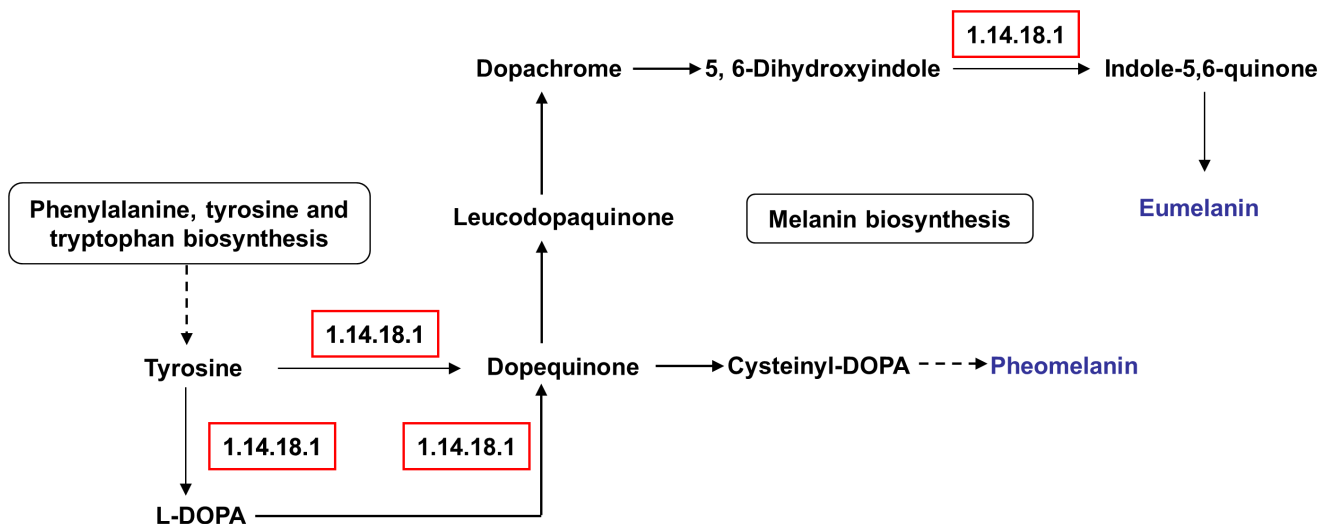 1.14.18.1
Dopachrome
5, 6-Dihydroxyindole
Indole-5,6-quinone
Phenylalanine, tyrosine and
tryptophan biosynthesis
Leucodopaquinone
Melanin biosynthesis
Eumelanin
1.14.18.1
Tyrosine
Dopequinone
Cysteinyl-DOPA
Pheomelanin
1.14.18.1
1.14.18.1
L-DOPA